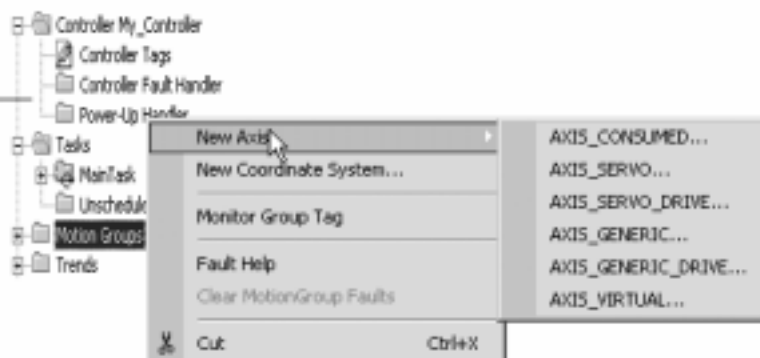 Controller My_Controller
Controller Tags
Controller Fault Handler
Power-Up Handler
Tasks
MainTask
Motion Groups
Trends
New Axis
New Coordinate System...
Monitor Group Tag
Fault Help
Clear MotionGroup Faults
Cut Ctrl+X
AXIS_CONSUMED...
AXIS_SERVO...
AXIS_SERVO_DRIVE...
AXIS_GENERIC...
AXIS_GENERIC_DRIVE...
AXIS_VIRTUAL...